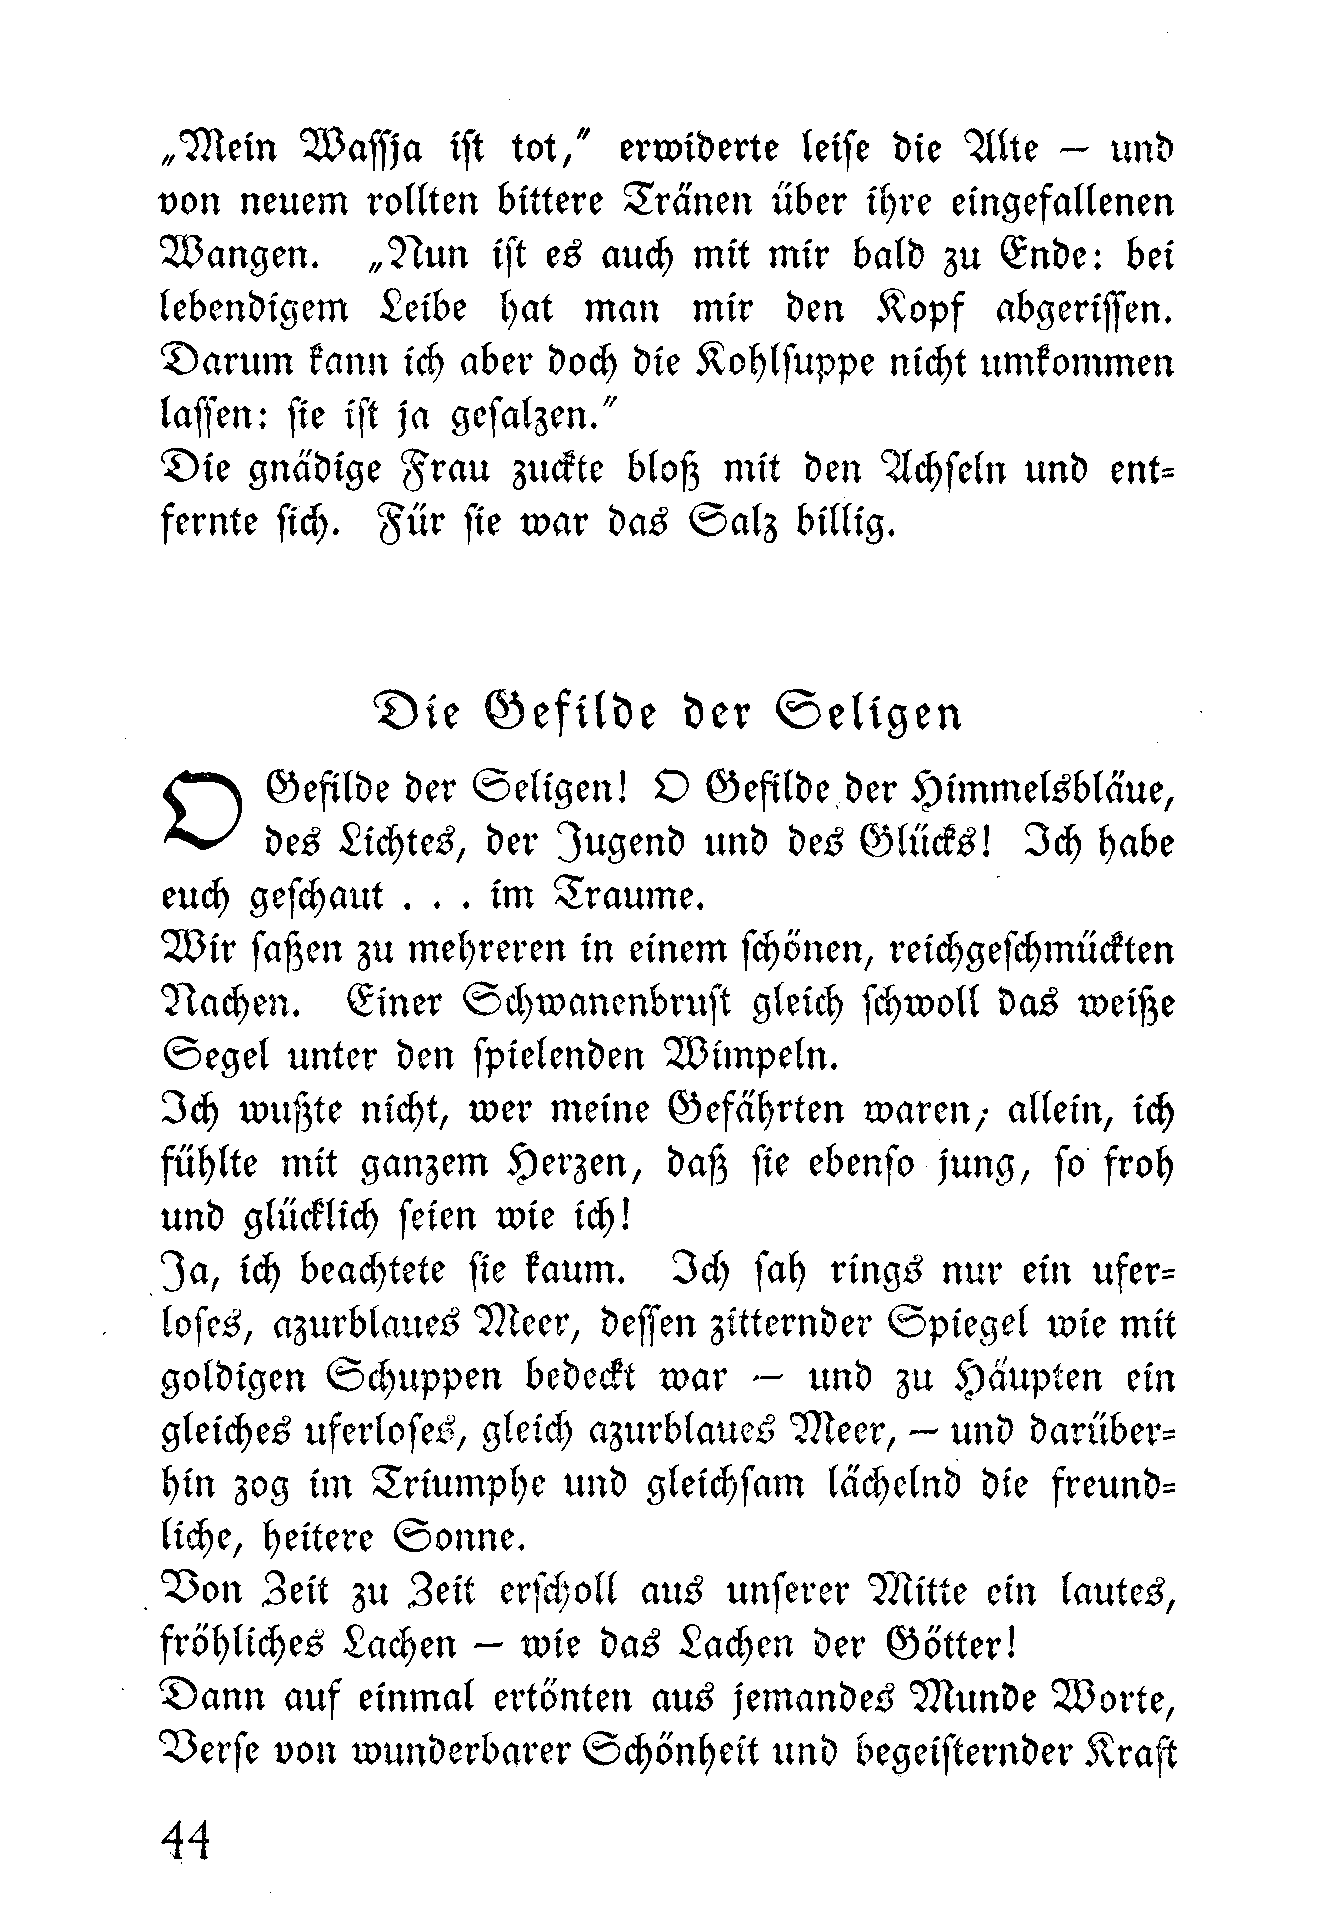 „Mein Wassja ist tot,“ erwiderte leise die Alte — und
von neuem rollten bittere Tränen über ihre eingefallenen
Wangen. „Nun ist es auch mit mir bald zu Ende: bei
lebendigem Leibe hat man mir den Kopf abgerissen.
Darum kann ich aber doch die Kohlsuppe nicht umkommen
lassen: sie ist ja gesalzen.“
Die gnädige Frau zuckte bloß mit den Achseln und ent-
fernte sich. Für sie war das Salz billig.
Die Gefilde der Seligen
O Gefilde der Seligen! O Gefilde der Himmelsbläue,
des Lichtes, der Jugend und des Glücks! Ich habe
euch geschaut . . . im Traume.
Wir saßen zu mehreren in einem schönen, reichgeschmückten
Nachen. Einer Schwanenbrust gleich schwoll das weiße
Segel unter den spielenden Wimpeln.
Ich wußte nicht, wer meine Gefährten waren; allein, ich
fühlte mit ganzem Herzen, daß sie ebenso jung, so froh
und glücklich seien wie ich!
Ja, ich beachtete sie kaum. Ich sah rings nur ein ufer-
loses, azurblaues Meer, dessen zitternder Spiegel wie mit
goldigen Schuppen bedeckt war — und zu Häupten ein
gleiches uferloses, gleich azurblaues Meer, — und darüber-
hin zog im Triumphe und gleichsam lächelnd die freund-
liche, heitere Sonne.
Von Zeit zu Zeit erscholl aus unserer Mitte ein lautes,
fröhliches Lachen — wie das Lachen der Götter!
Dann auf einmal ertönten aus jemandes Munde Worte,
Verse von wunderbarer Schönheit und begeisternder Kraft
44